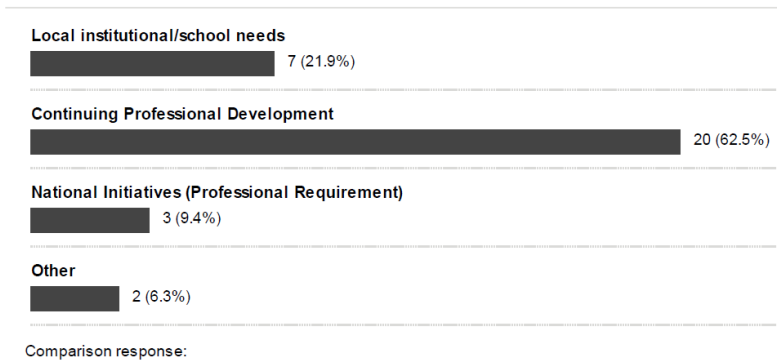 Local institutional/school needs
7 (21.9%)
Continuing Professional Development
20 (62.5%)
National Initiatives (Professional Requirement)
3 (9.4%)
Other
2 (6.3%)
Comparison response: